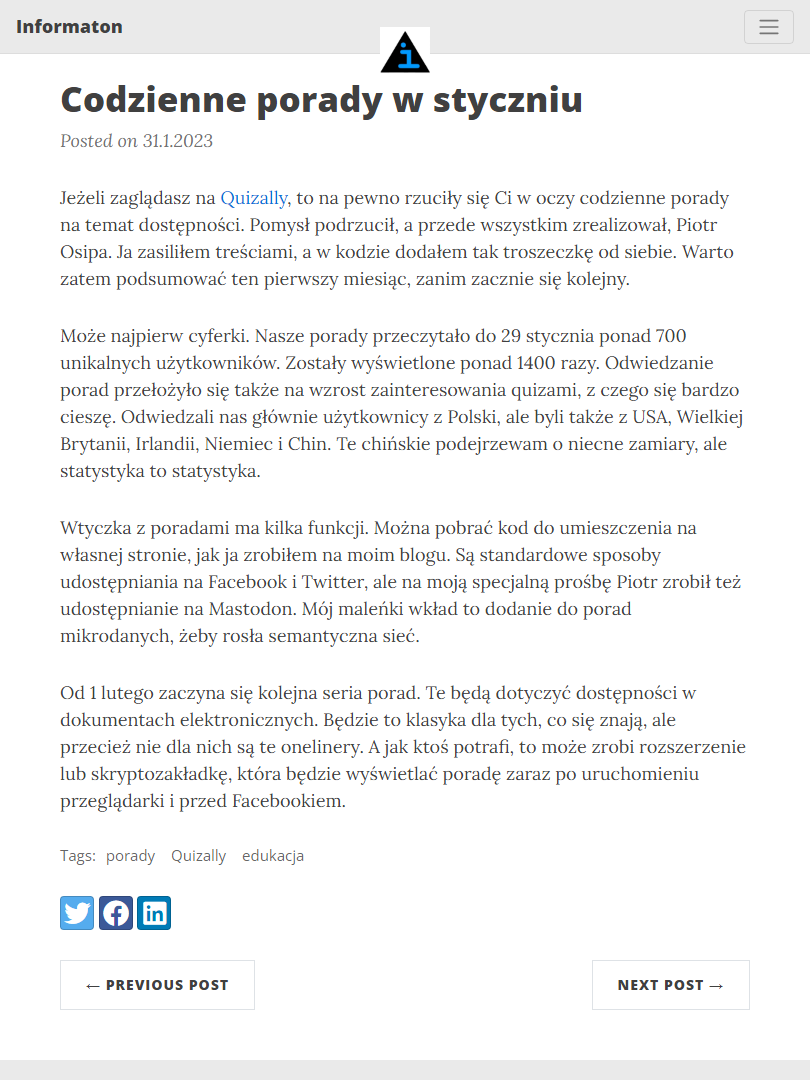 Informaton
i
Codzienne porady w styczniu
Posted on 31.1.2023
Jeżeli zaglądasz na Quizally, to na pewno rzuciły się Ci w oczy codzienne porady
na temat dostępności. Pomysł podrzucił, a przede wszystkim zrealizował, Piotr
Osipa. Ja zasiliłem treściami, a w kodzie dodałem tak troszeczkę od siebie. Warto
zatem podsumować ten pierwszy miesiąc, zanim zacznie się kolejny.
Może najpierw cyferki. Nasze porady przeczytało do 29 stycznia ponad 700
unikalnych użytkowników. Zostały wyświetlone ponad 1400 razy. Odwiedzanie
porad przełożyło się także na wzrost zainteresowania quizami, z czego się bardzo
cieszę. Odwiedzali nas głównie użytkownicy z Polski, ale byli także z USA, Wielkiej
Brytanii, Irlandii, Niemiec i Chin. Te chińskie podejrzewam o niecne zamiary, ale
statystyka to statystyka.
Wtyczka z poradami ma kilka funkcji. Można pobrać kod do umieszczenia na
własnej stronie, jak ja zrobiłem na moim blogu. Są standardowe sposoby
udostępniania na Facebook i Twitter, ale na moją specjalną prośbę Piotr zrobił też
udostępnianie na Mastodon. Mój maleńki wkład to dodanie do porad
mikrodanych, żeby rosła semantyczna sieć.
Od 1 lutego zaczyna się kolejna seria porad. Te będą dotyczyć dostępności w
dokumentach elektronicznych. Będzie to klasyka dla tych, co się znają, ale
przecież nie dla nich są te onelinery. A jak ktoś potrafi, to może zrobi rozszerzenie
lub skryptozakładkę, która będzie wyświetlać poradę zaraz po uruchomieniu
przeglądarki i przed Facebookiem.
Tags: porady Quizally edukacja
← PREVIOUS POST NEXT POST →